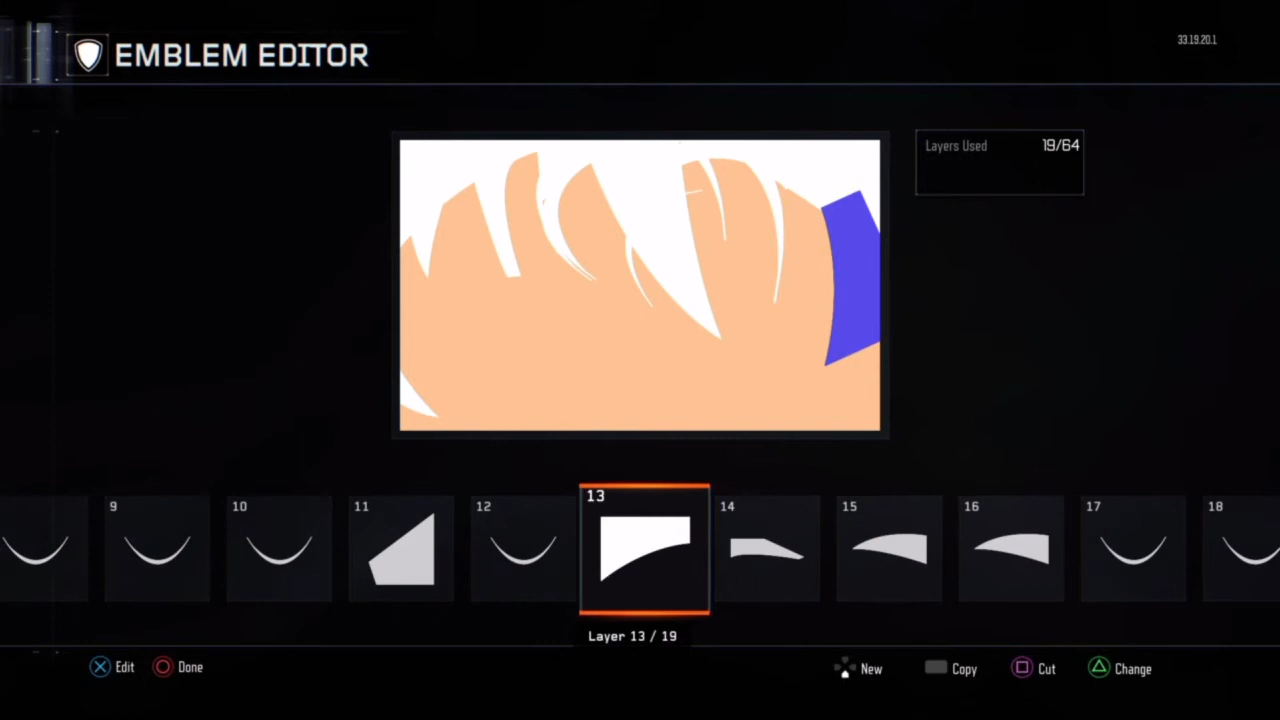 EMBLEM EDITOR
33.19.20.1
Layers Used 19/64
9 10 11 12 13 14 15 16 17 18
Layer 13 / 19
Edit Done New Copy Cut Change